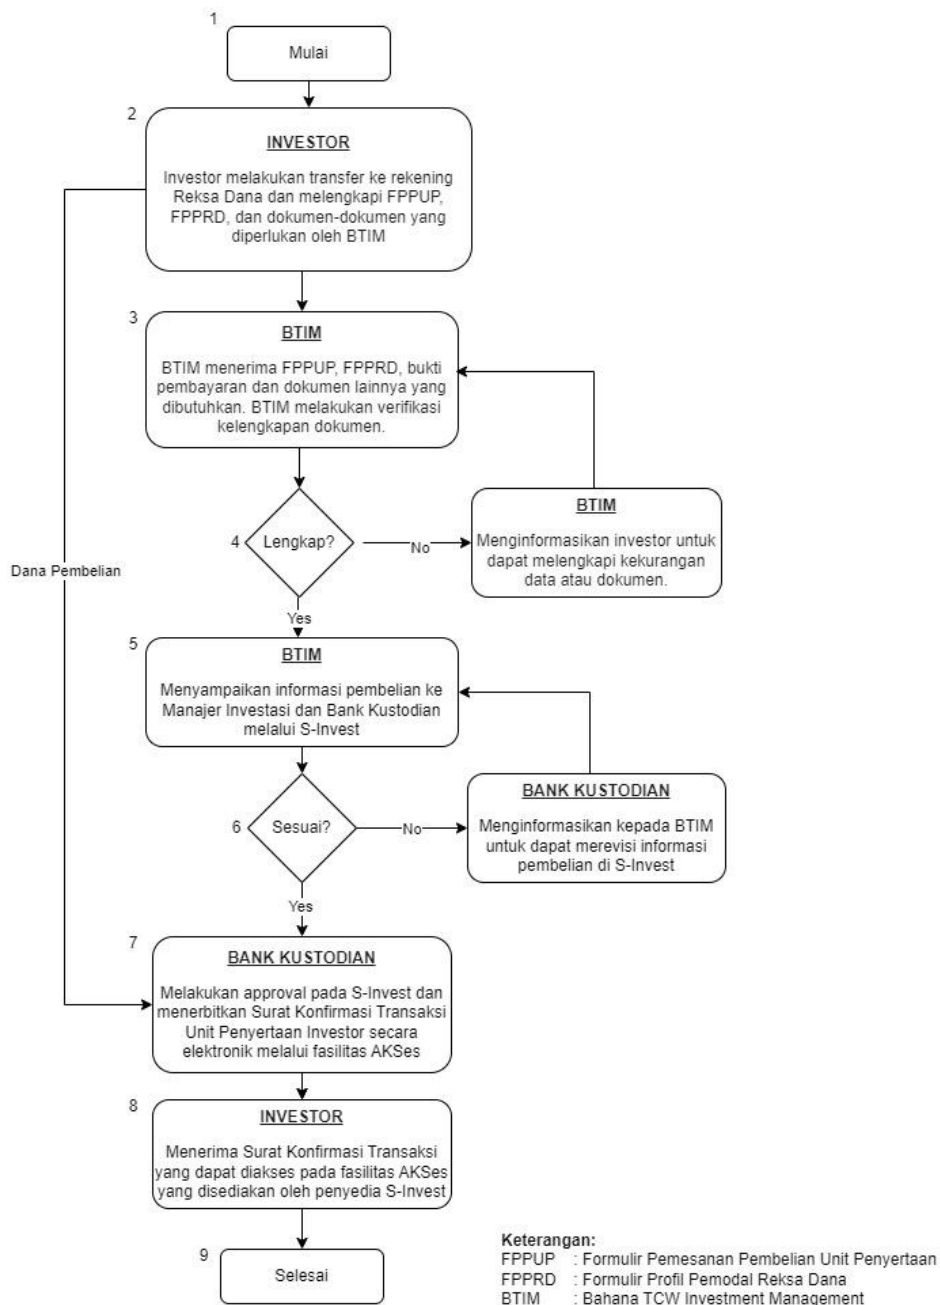 1
Mulai
2
INVESTOR
Investor melakukan transfer ke rekening
Reksa Dana dan melengkapi FPPUP,
FPPRD, dan dokumen-dokumen yang
diperlukan oleh BTIM
3
BTIM
BTIM menerima FPPUP, FPPRD, bukti
pembayaran dan dokumen lainnya yang
dibutuhkan. BTIM melakukan verifikasi
kelengkapan dokumen.
4
Lengkap?
No
BTIM
Menginformasikan investor untuk
dapat melengkapi kekurangan
data atau dokumen.
Dana Pembelian
Yes
5
BTIM
Menyampaikan informasi pembelian ke
Manajer Investasi dan Bank Kustodian
melalui S-Invest
6
Sesuai?
No
BANK KUSTODIAN
Menginformasikan kepada BTIM
untuk dapat merevisi informasi
pembelian di S-Invest
Yes
7
BANK KUSTODIAN
Melakukan approval pada S-Invest dan
menerbitkan Surat Konfirmasi Transaksi
Unit Penyertaan Investor secara
elektronik melalui fasilitas AKSes
8
INVESTOR
Menerima Surat Konfirmasi Transaksi
yang dapat diakses pada fasilitas AKSes
yang disediakan oleh penyedia S-Invest
9
Selesai
Keterangan:
FPPUP : Formulir Pemesanan Pembelian Unit Penyertaan
FPPRD : Formulir Profil Pemodal Reksa Dana
BTIM : Bahana TCW Investment Management